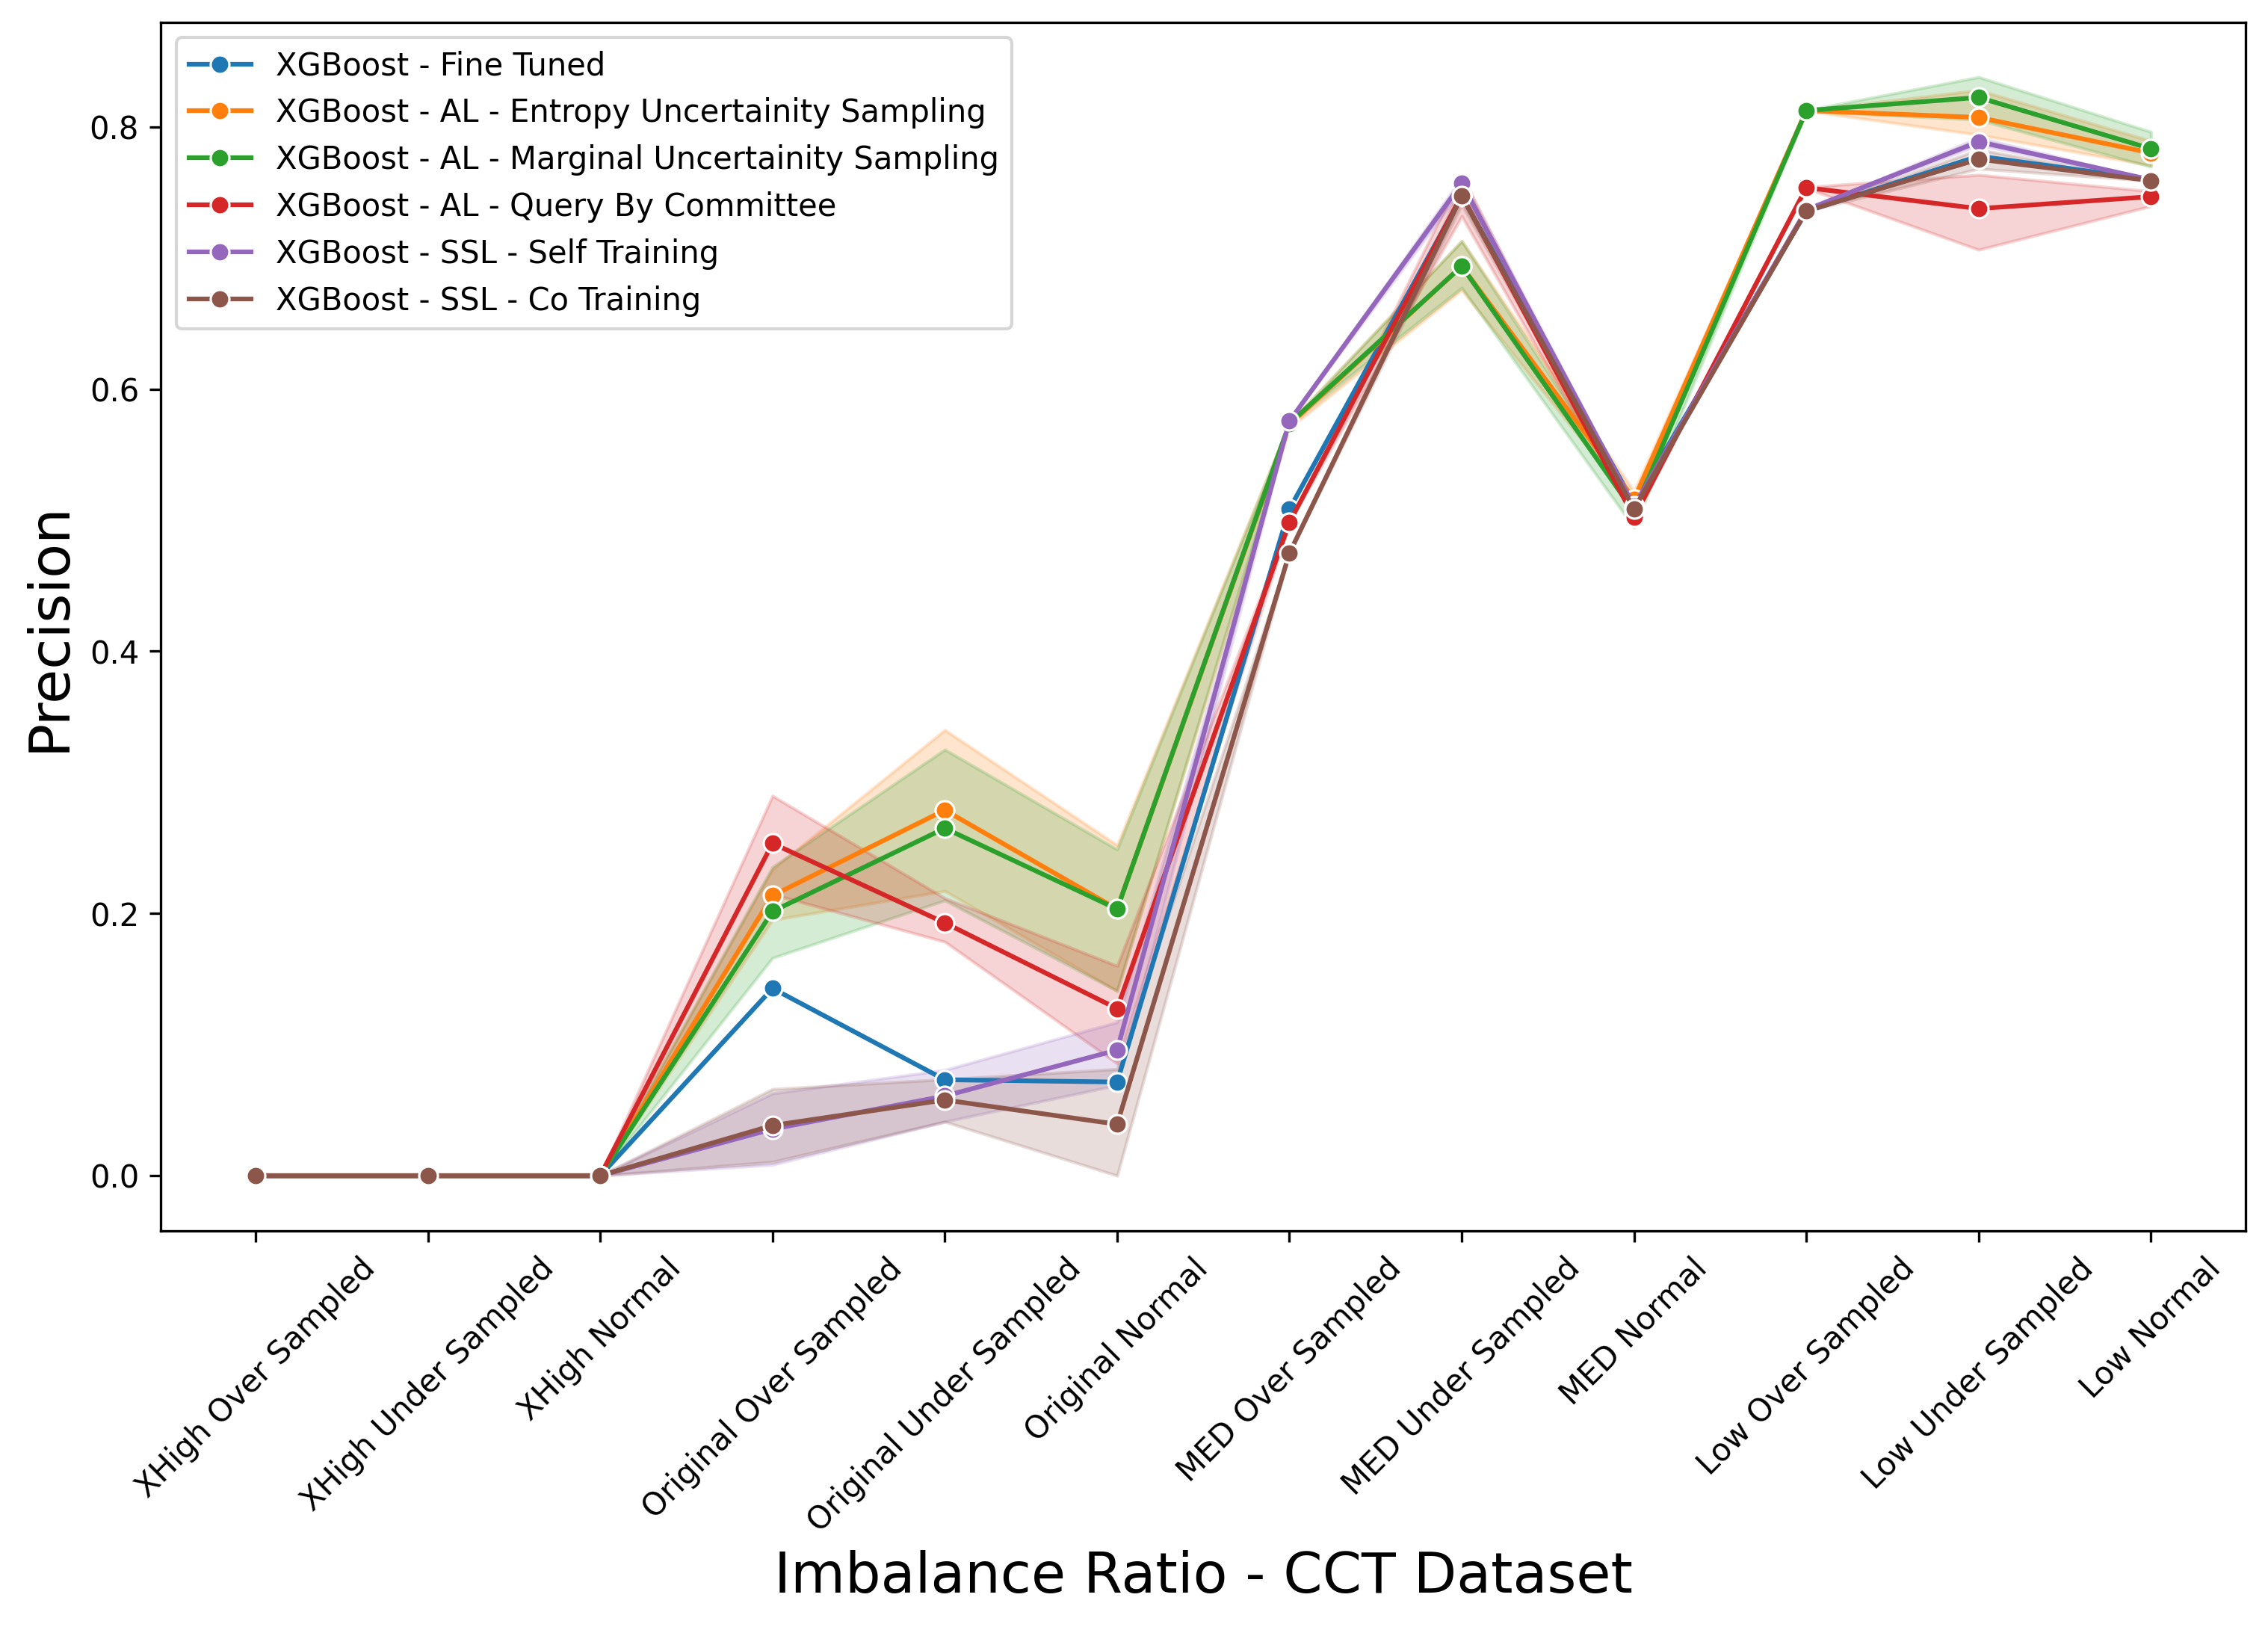 XGBoost - Fine Tuned
XGBoost - AL - Entropy Uncertainity Sampling
XGBoost - AL - Marginal Uncertainity Sampling
XGBoost - AL - Query By Committee
XGBoost - SSL - Self Training
XGBoost - SSL - Co Training
Precision
0.8
0.6
0.4
0.2
0.0
XHigh Over Sampled
XHigh Under Sampled
XHigh Normal
Original Over Sampled
Original Under Sampled
Original Normal
MED Over Sampled
MED Under Sampled
MED Normal
Low Over Sampled
Low Under Sampled
Low Normal
Imbalance Ratio - CCT Dataset